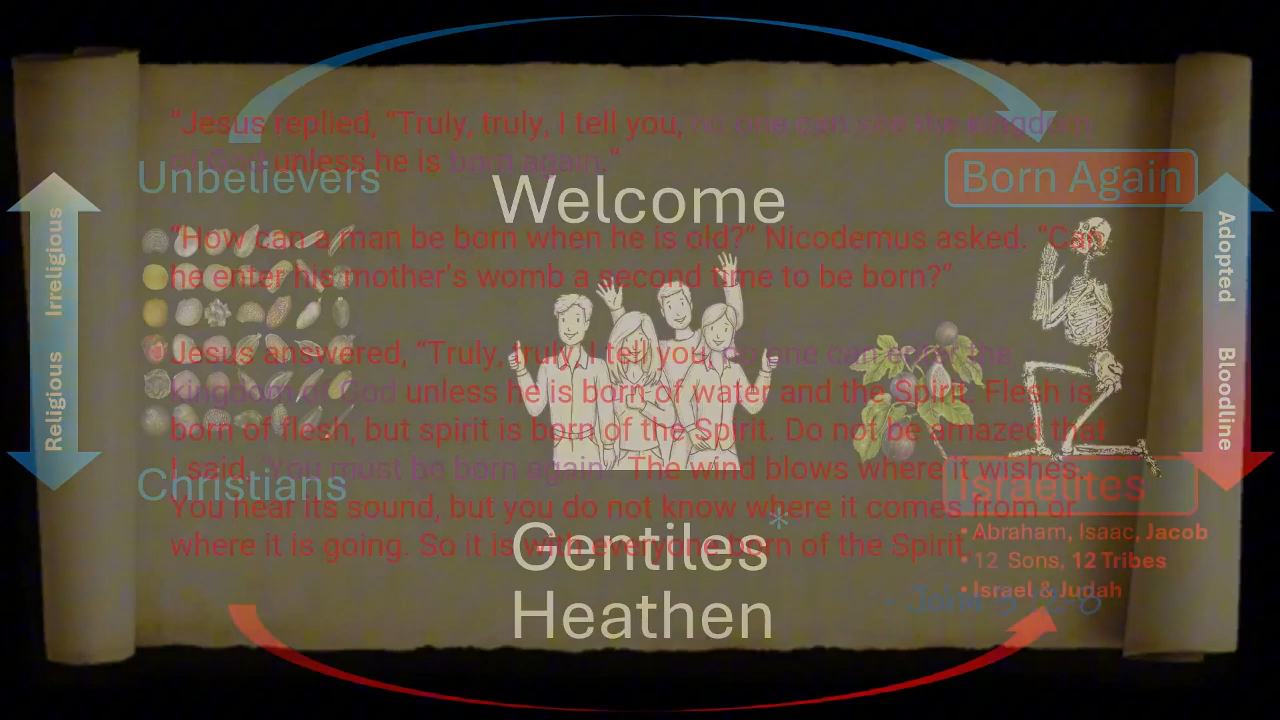 "Jesus replied, "Truly, truly, I tell you, no one can see the kingdom
of God unless he is born again."
Unbelievers
Born Again
Welcome
Irreligious
Religious
Adopted
Bloodline
"How can a man be born when he is old?" Nicodemus asked. "Can
he enter his mother's womb a second time to be born?"
Jesus answered, "Truly, truly, I tell you, no one can enter the
kingdom of God unless he is born of water and the Spirit. Flesh is
born of flesh, but spirit is born of the Spirit. Do not be amazed that
I said, 'You must be born again.' The wind blows where it wishes.
You hear its sound, but you do not know where it comes from or
where it is going. So it is with everyone born of the Spirit."
Christians
Israelites
Gentiles*
Heathen
• Abraham, Isaac, Jacob
• 12 Sons, 12 Tribes
• Israel & Judah
- John 3